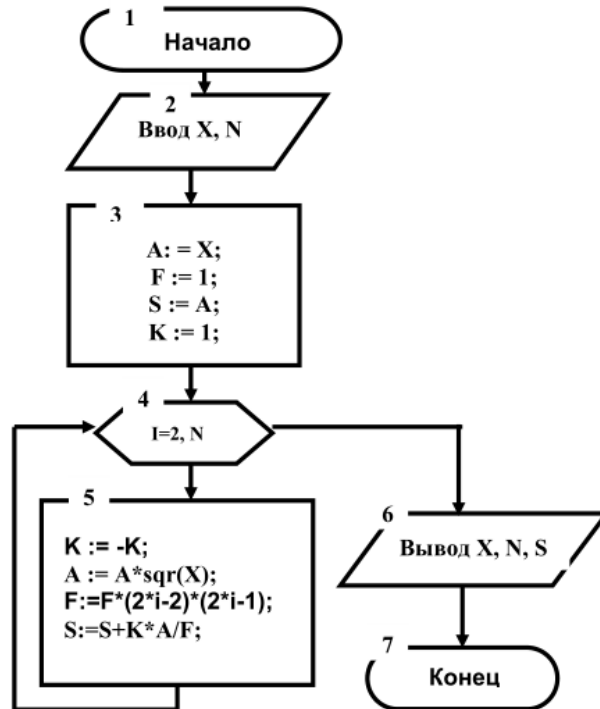 1
Начало
2
Ввод X, N
3
A: = X;
F := 1;
S := A;
K := 1;
4
I=2, N
5
K := -K;
A := A*sqr(X);
F:=F*(2*i-2)*(2*i-1);
S:=S+K*A/F;
6
Вывод X, N, S
7
Конец